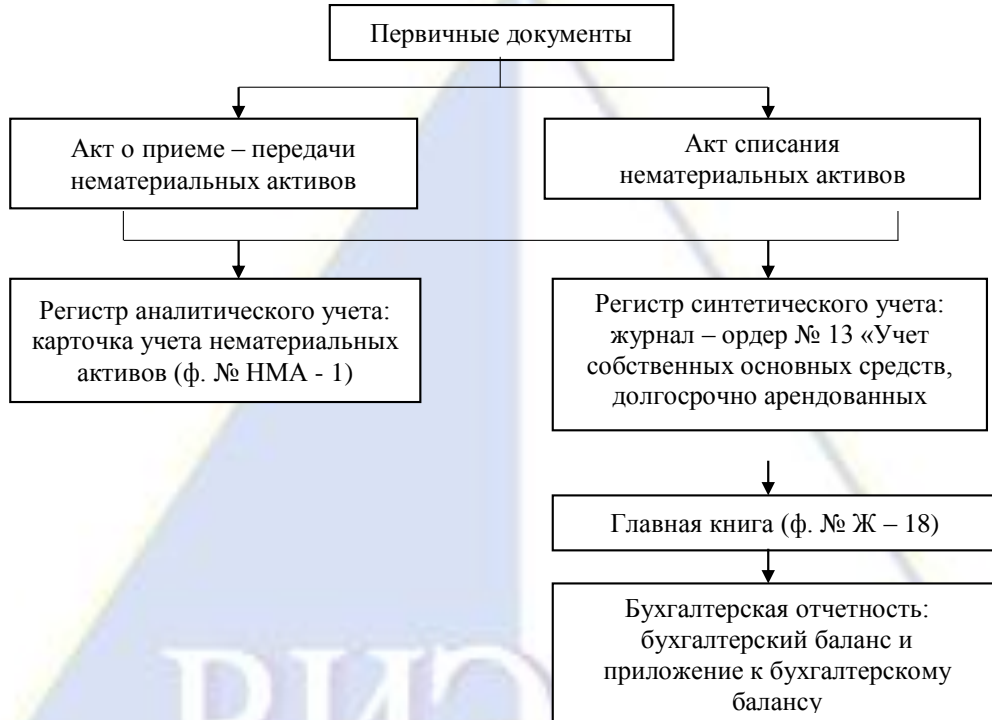 Первичные документы
Акт о приеме – передачи
нематериальных активов
Акт списания
нематериальных активов
Регистр аналитического учета:
карточка учета нематериальных
активов (ф. № НМА - 1)
Регистр синтетического учета:
журнал – ордер № 13 «Учет
собственных основных средств,
долгосрочно арендованных
Главная книга (ф. № Ж – 18)
Бухгалтерская отчетность:
бухгалтерский баланс и
приложение к бухгалтерскому
балансу